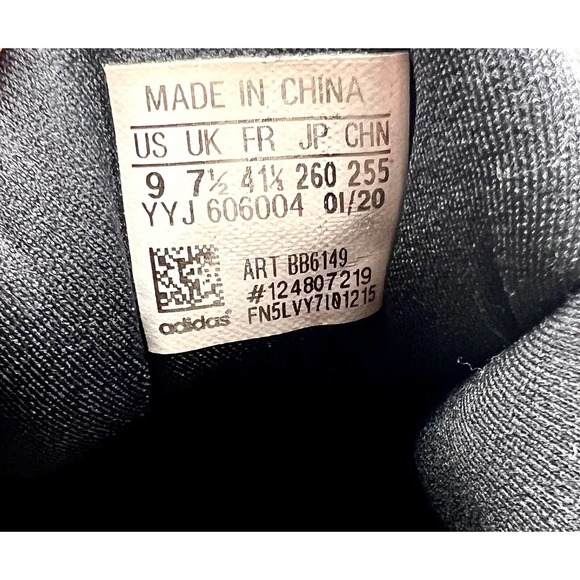 MADE IN CHINA
US UK FR JP CHN
9 7½ 41⅓ 260 255
YYJ 606004 01/20
ART BB6149
#124807219
FN5LVY7I01215
adidas